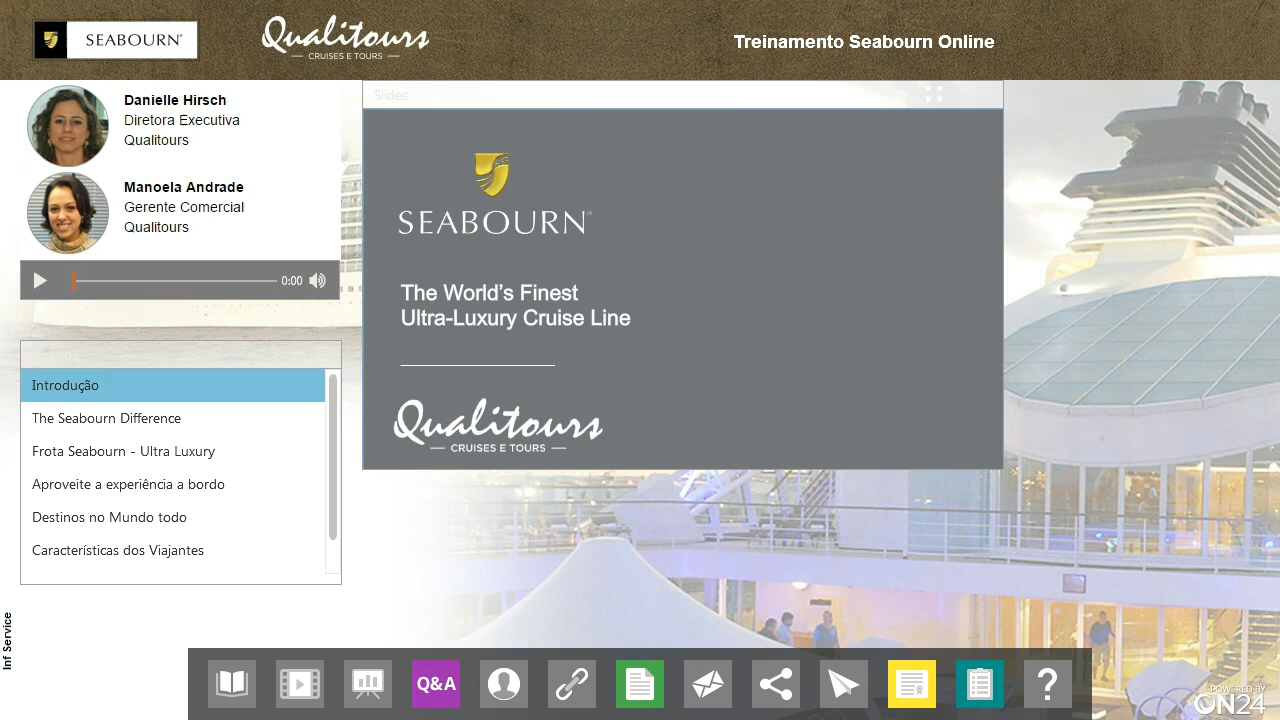 SEABOURN®
Qualitours
CRUISES E TOURS
Treinamento Seabourn Online
Danielle Hirsch
Diretora Executiva
Qualitours
Manoela Andrade
Gerente Comercial
Qualitours
0:00
Slides
SEABOURN®
The World's Finest
Ultra-Luxury Cruise Line
Qualitours
CRUISES E TOURS
Introdução
The Seabourn Difference
Frota Seabourn - Ultra Luxury
Aproveite a experiência a bordo
Destinos no Mundo todo
Características dos Viajantes
Inf Service
Q&A
?
POWERED BY
ON24